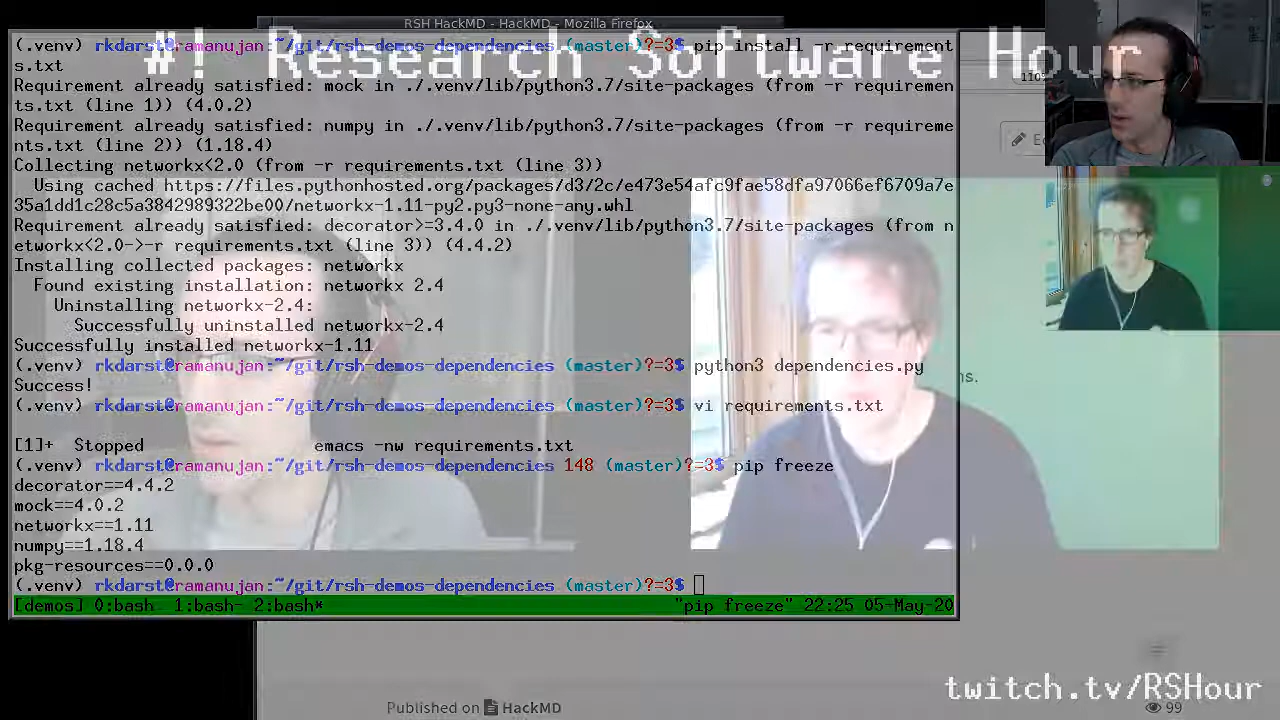 RSH HackMD - HackMD - Mozilla Firefox
#! Research Software Hour
(.venv) rkdarst@ramanujan:~/git/rsh-demos-dependencies (master)?=3$ pip install -r requirement
s.txt
Requirement already satisfied: mock in ./.venv/lib/python3.7/site-packages (from -r requiremen
ts.txt (line 1)) (4.0.2)
Requirement already satisfied: numpy in ./.venv/lib/python3.7/site-packages (from -r requireme
nts.txt (line 2)) (1.18.4)
Collecting networkx<2.0 (from -r requirements.txt (line 3))
  Using cached https://files.pythonhosted.org/packages/d3/2c/e473e54afc9fae58dfa97066ef6709a7e
35a1dd1c28c5a3842989322be00/networkx-1.11-py2.py3-none-any.whl
Requirement already satisfied: decorator>=3.4.0 in ./.venv/lib/python3.7/site-packages (from n
etworkx<2.0->-r requirements.txt (line 3)) (4.4.2)
Installing collected packages: networkx
  Found existing installation: networkx 2.4
    Uninstalling networkx-2.4:
      Successfully uninstalled networkx-2.4
Successfully installed networkx-1.11
(.venv) rkdarst@ramanujan:~/git/rsh-demos-dependencies (master)?=3$ python3 dependencies.py
Success!
(.venv) rkdarst@ramanujan:~/git/rsh-demos-dependencies (master)?=3$ vi requirements.txt
[1]+  Stopped                 emacs -nw requirements.txt
(.venv) rkdarst@ramanujan:~/git/rsh-demos-dependencies 148 (master)?=3$ pip freeze
decorator==4.4.2
mock==4.0.2
networkx==1.11
numpy==1.18.4
pkg-resources==0.0.0
(.venv) rkdarst@ramanujan:~/git/rsh-demos-dependencies (master)?=3$
[demos] 0:bash  1:bash- 2:bash* "pip freeze" 22:25 05-May-20
twitch.tv/RSHour
Published on HackMD
99